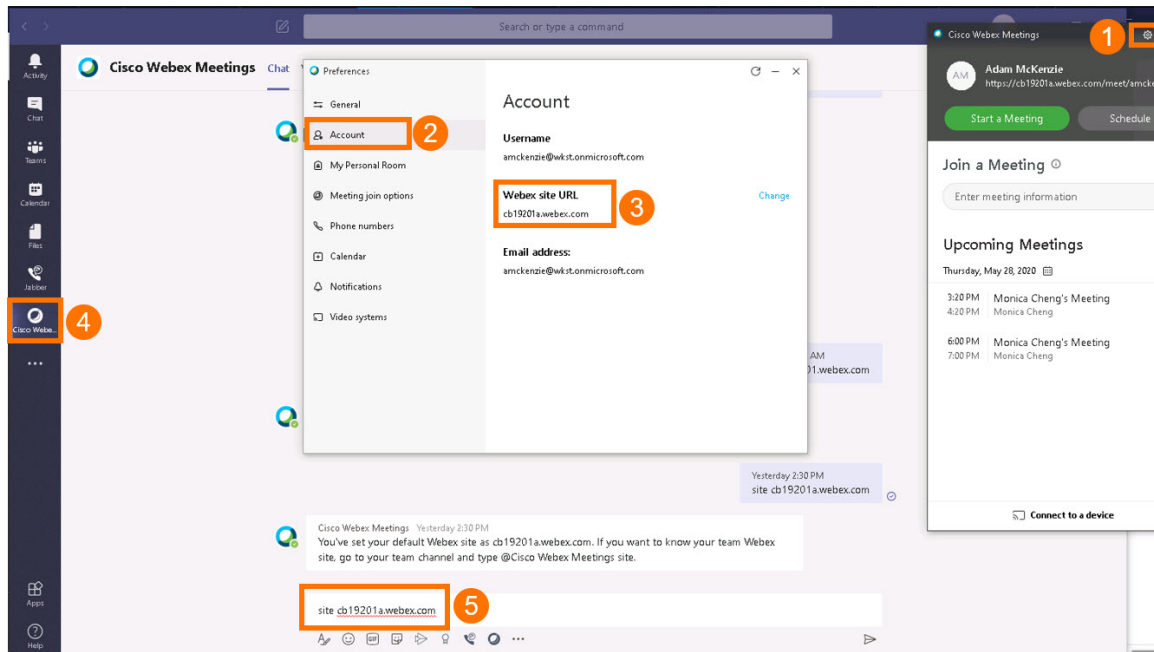 Search or type a command
Activity
Chat
Teams
Calendar
Files
Jabber
Cisco Webe...
4
Apps
Help
Cisco Webex Meetings Chat
Preferences
General
Account
2
My Personal Room
Meeting join options
Phone numbers
Calendar
Notifications
Video systems
Account
Username
amckenzie@wkst.onmicrosoft.com
Webex site URL
cb19201a.webex.com
3
Change
Email address:
amckenzie@wkst.onmicrosoft.com
AM
.webex.com
Yesterday 2:30 PM
site cb19201a.webex.com
Cisco Webex Meetings Yesterday 2:30 PM
You've set your default Webex site as cb19201a.webex.com. If you want to know your team Webex
site, go to your team channel and type @Cisco Webex Meetings site.
site cb19201a.webex.com
5
GIF
Cisco Webex Meetings
1
AM
Adam McKenzie
https://cb19201a.webex.com/meet/amcke
Start a Meeting
Schedule
Join a Meeting
Enter meeting information
Upcoming Meetings
Thursday, May 28, 2020
3:20 PM Monica Cheng's Meeting
4:20 PM Monica Cheng
6:00 PM Monica Cheng's Meeting
7:00 PM Monica Cheng
Connect to a device